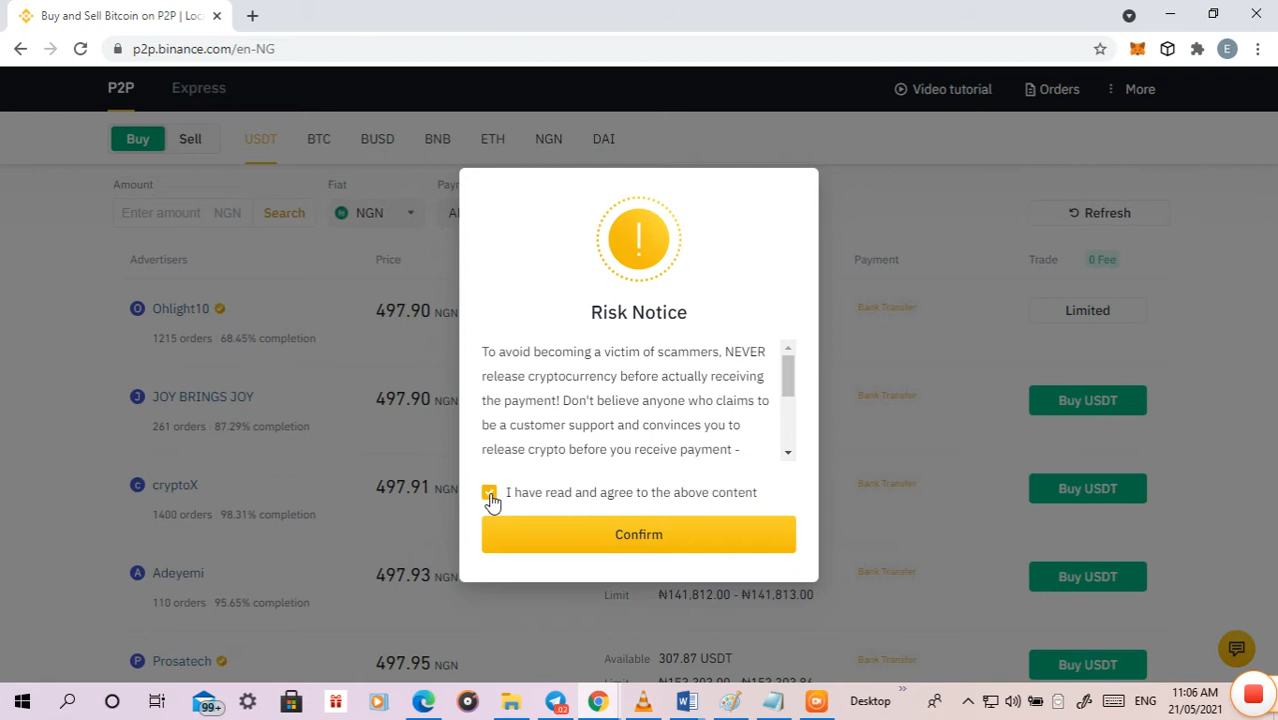 Buy and Sell Bitcoin on P2P | Loca
p2p.binance.com/en-NG
E
P2P
Express
Video tutorial
Orders
More
Buy
Sell
USDT
BTC
BUSD
BNB
ETH
NGN
DAI
Amount
Fiat
Enter amount NGN
Search
NGN
Refresh
Advertisers
Price
Payment
Trade
0 Fee
O Ohlight10
497.90 NGN
Bank Transfer
Limited
1215 orders 68.45% completion
J JOY BRINGS JOY
497.90 NGN
Bank Transfer
Buy USDT
261 orders 87.29% completion
c cryptoX
497.91 NGN
Bank Transfer
Buy USDT
1400 orders 98.31% completion
A Adeyemi
497.93 NGN
Bank Transfer
Buy USDT
110 orders 95.65% completion
Limit ₦141,812.00 - ₦141,813.00
P Prosatech
497.95 NGN
Available 307.87 USDT
Bank Transfer
Buy USDT
Risk Notice
To avoid becoming a victim of scammers, NEVER
release cryptocurrency before actually receiving
the payment! Don't believe anyone who claims to
be a customer support and convinces you to
release crypto before you receive payment -
I have read and agree to the above content
Confirm
99+
02
Desktop
ENG
11:06 AM
21/05/2021